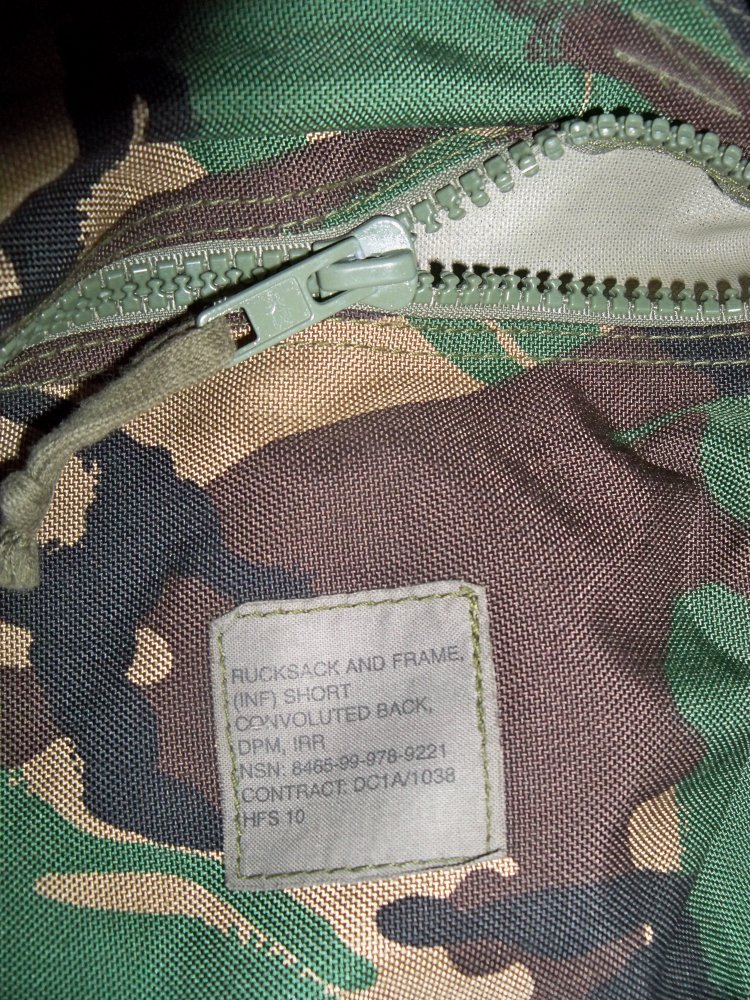 RUCKSACK AND FRAME,
(INF) SHORT
CONVOLUTED BACK,
DPM, IRR
NSN: 8465-99-978-9221
CONTRACT: DC1A/1038
HFS 10